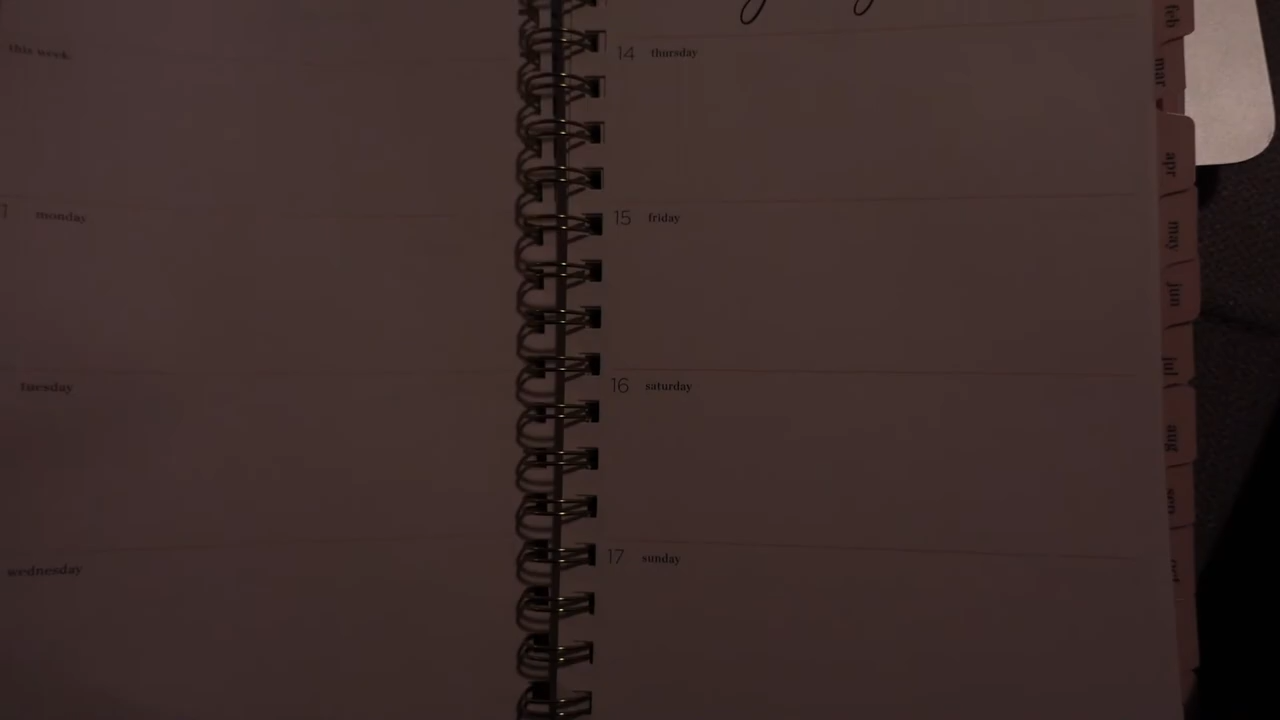 this week
monday
tuesday
wednesday
14 thursday
15 friday
16 saturday
17 sunday
feb
mar
apr
may
jun
jul
aug
sep